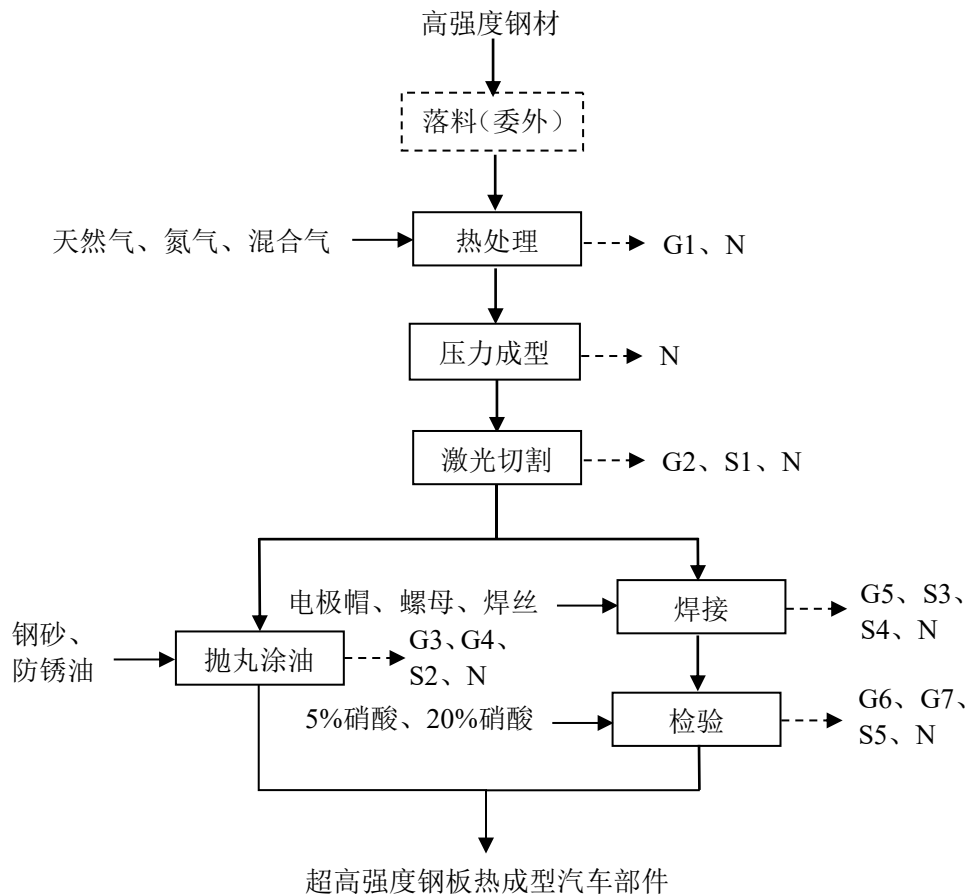 高强度钢材
落料（委外）
天然气、氮气、混合气
热处理
G1、N
压力成型
N
激光切割
G2、S1、N
电极帽、螺母、焊丝
焊接
G5、S3、
S4、N
钢砂、
防锈油
抛丸涂油
G3、G4、
S2、N
5%硝酸、20%硝酸
检验
G6、G7、
S5、N
超高强度钢板热成型汽车部件